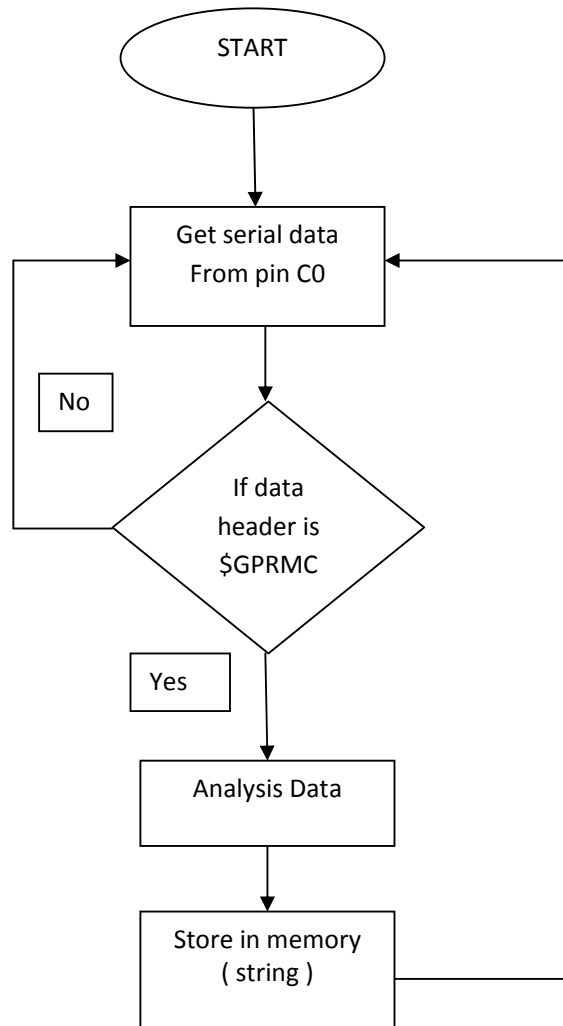 START
Get serial data
From pin C0
No
If data
header is
$GPRMC
Yes
Analysis Data
Store in memory
( string )